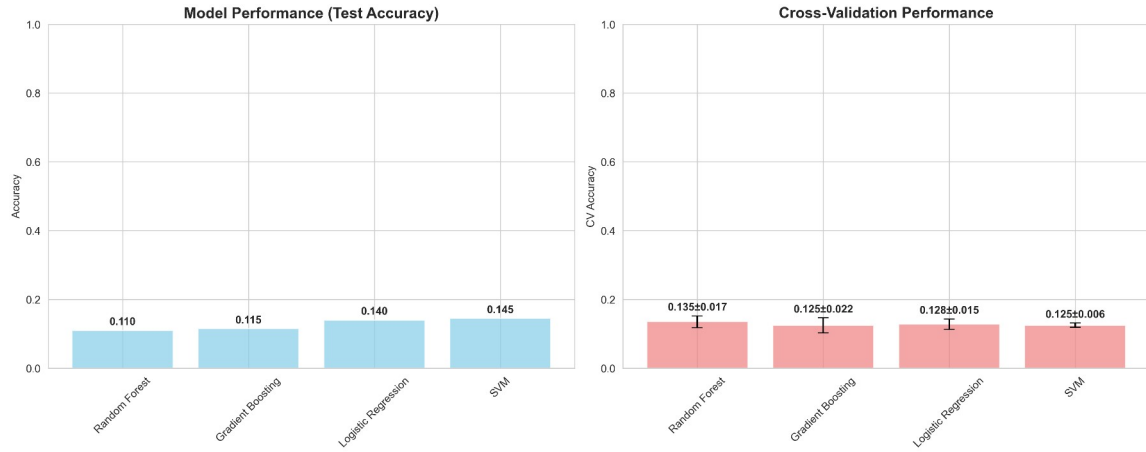 Model Performance (Test Accuracy)
1.0
0.8
0.6
0.4
0.2
0.0
Accuracy
0.110
0.115
0.140
0.145
Random Forest
Gradient Boosting
Logistic Regression
SVM
Cross-Validation Performance
1.0
0.8
0.6
0.4
0.2
0.0
CV Accuracy
0.135±0.017
0.125±0.022
0.128±0.015
0.125±0.006
Random Forest
Gradient Boosting
Logistic Regression
SVM